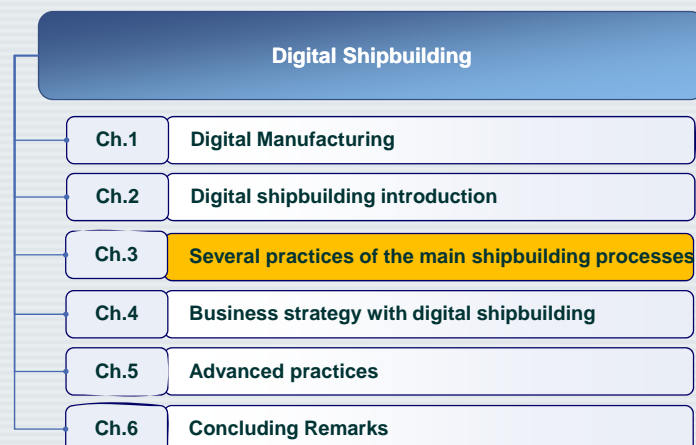 Digital Shipbuilding
Ch.1 Digital Manufacturing
Ch.2 Digital shipbuilding introduction
Ch.3 Several practices of the main shipbuilding processes
Ch.4 Business strategy with digital shipbuilding
Ch.5 Advanced practices
Ch.6 Concluding Remarks